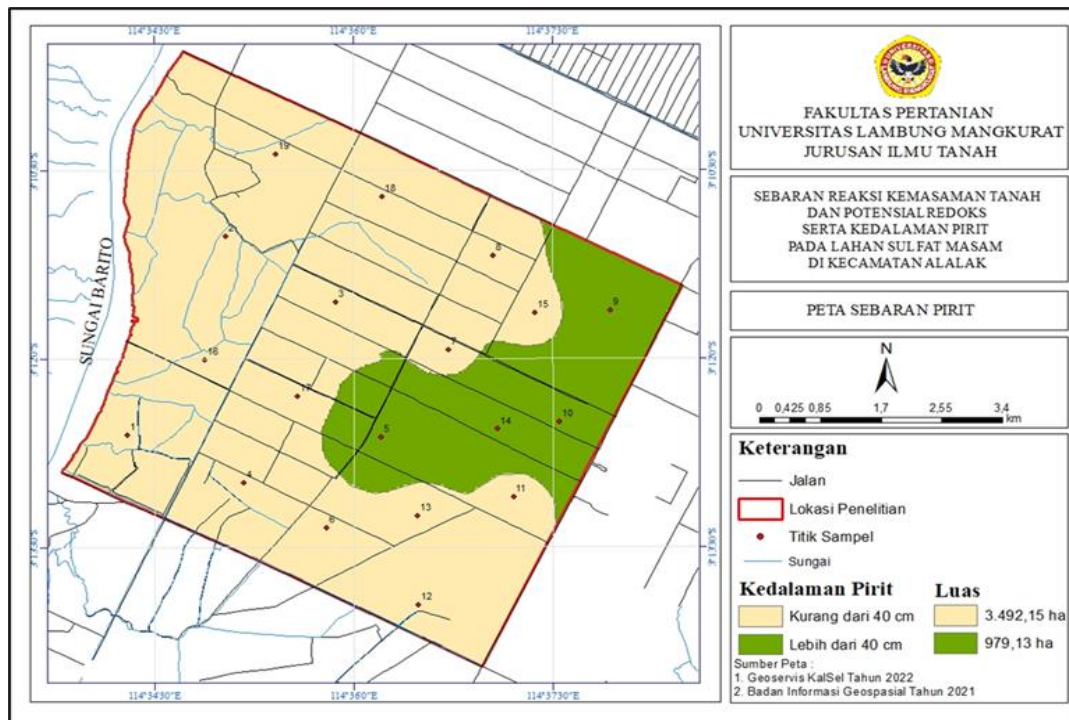 114°34'30"E
114°36'0"E
114°37'30"E
3°10'30"S
3°12'0"S
3°13'30"S
SUNGAI BARITO
19
18
2
8
3
15
9
7
16
17
10
14
5
1
4
11
13
6
12
3°10'30"S
3°12'0"S
3°13'30"S
114°34'30"E
114°36'0"E
114°37'30"E
FAKULTAS PERTANIAN
UNIVERSITAS LAMBUNG MANGKURAT
JURUSAN ILMU TANAH
SEBARAN REAKSI KEMASAMAN TANAH
DAN POTENSIAL REDOKS
SERTA KEDALAMAN PIRIT
PADA LAHAN SULFAT MASAM
DI KECAMATAN ALALAK
PETA SEBARAN PIRIT
N
0 0,425 0,85 1,7 2,55 3,4
km
Keterangan
Jalan
Lokasi Penelitian
Titik Sampel
Sungai
Kedalaman Pirit Luas
Kurang dari 40 cm 3.492,15 ha
Lebih dari 40 cm 979,13 ha
Sumber Peta :
1. Geoservis KalSel Tahun 2022
2. Badan Informasi Geospasial Tahun 2021